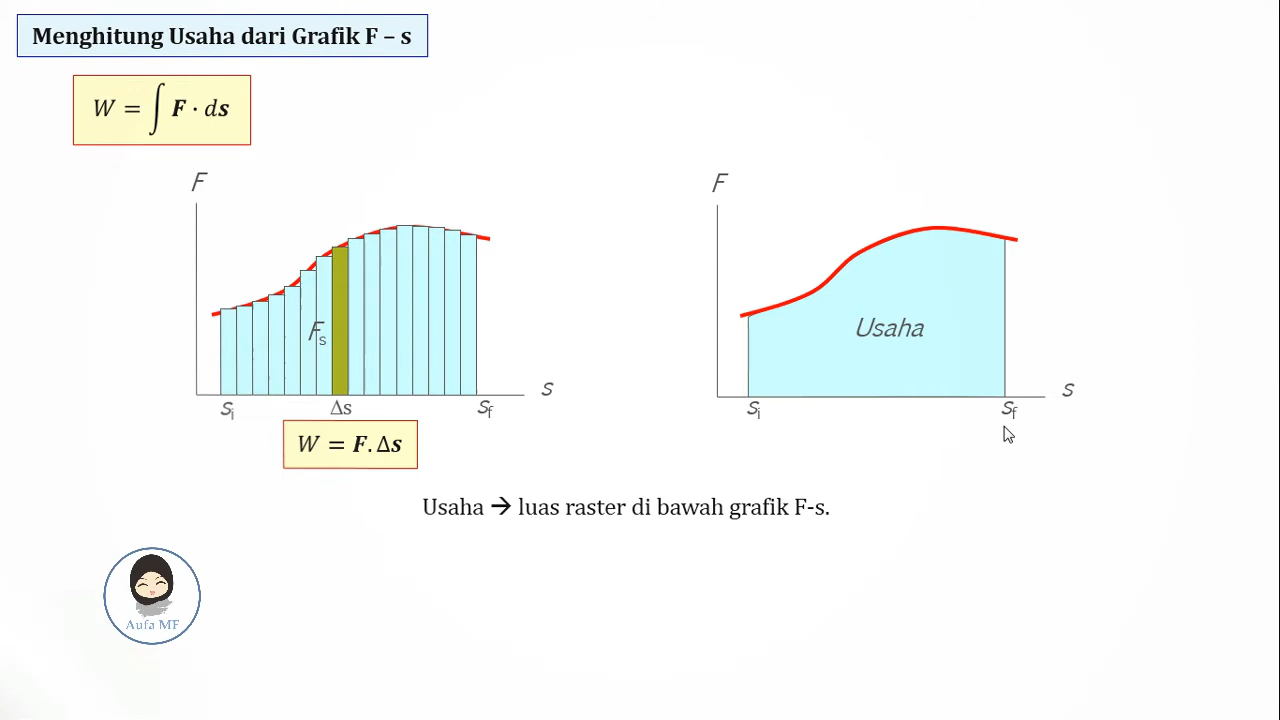 Menghitung Usaha dari Grafik F – s
W = ∫ F · ds
F
F
Fs
Usaha
s
s
si
Δs
sf
si
sf
W = F. Δs
Usaha → luas raster di bawah grafik F-s.
Aufa MF